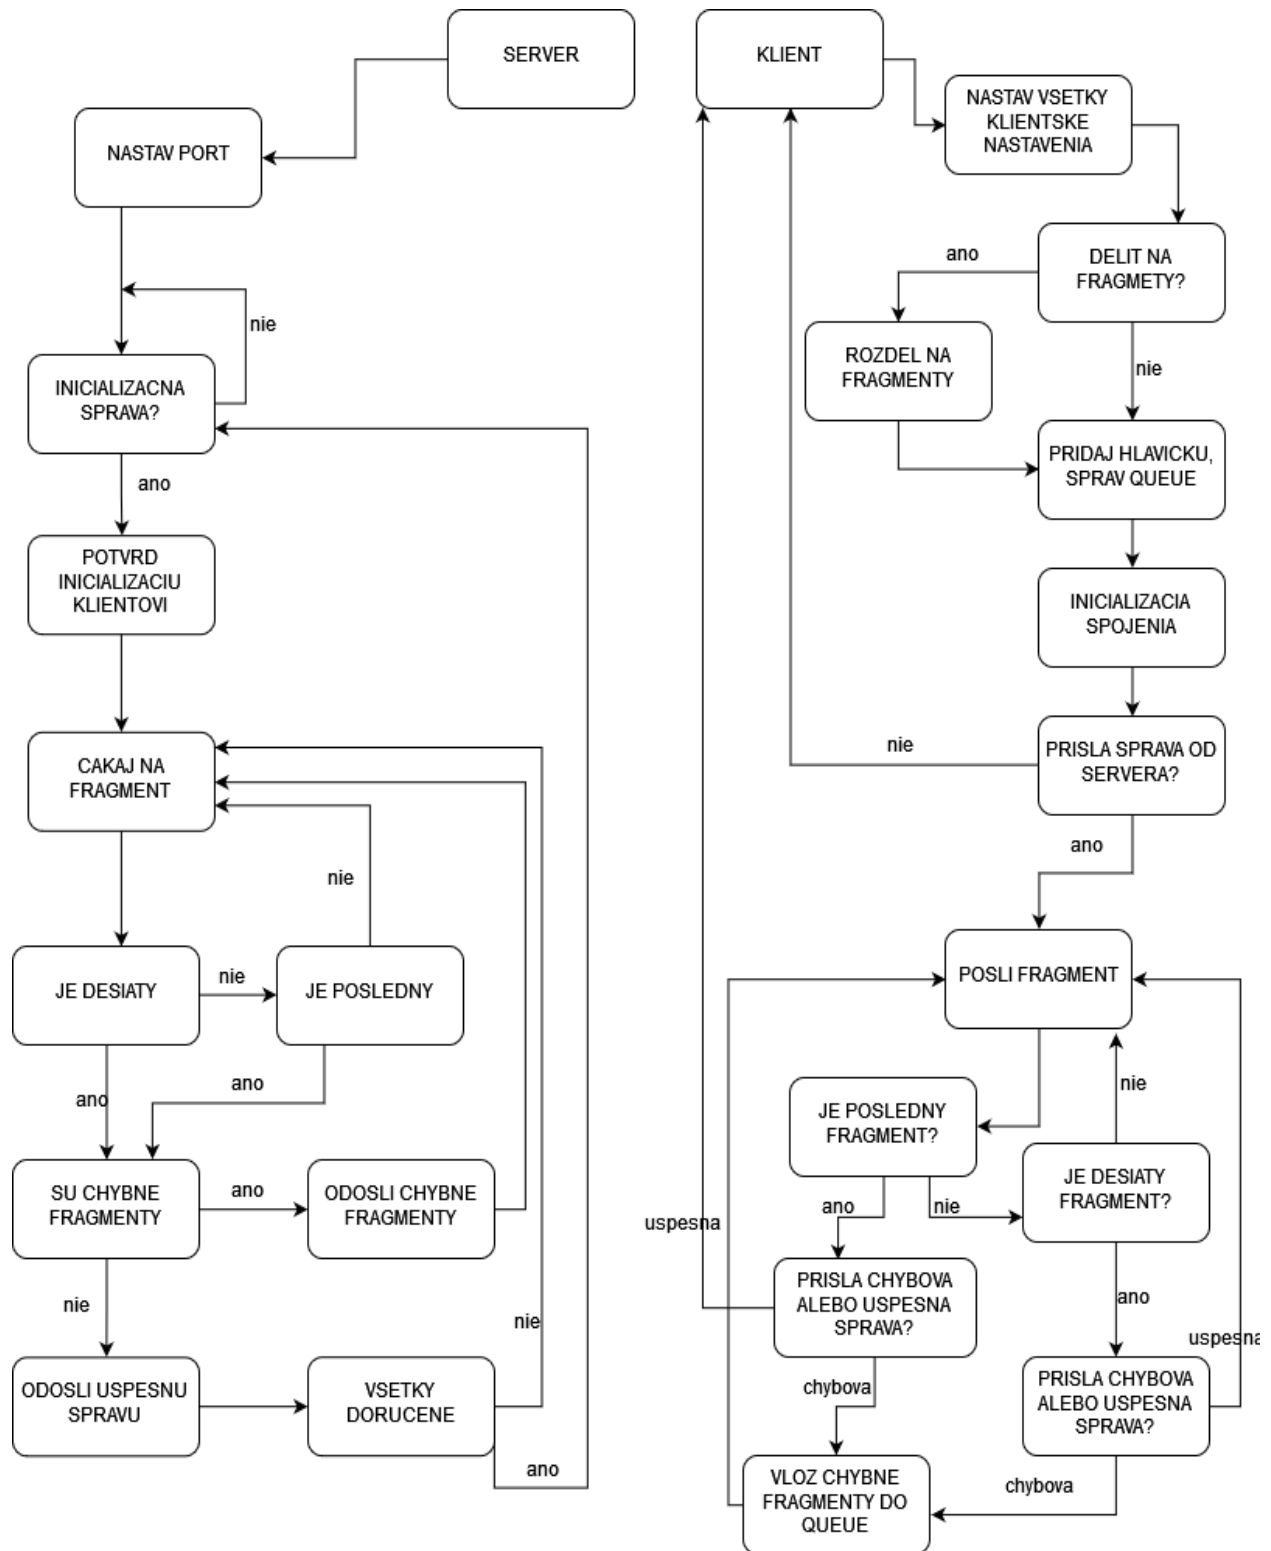 SERVER
NASTAV PORT
nie
INICIALIZACNA
SPRAVA?
ano
POTVRD
INICIALIZACIU
KLIENTOVI
CAKAJ NA
FRAGMENT
nie
JE DESIATY
nie
JE POSLEDNY
ano
ano
SU CHYBNE
FRAGMENTY
ano
ODOSLI CHYBNE
FRAGMENTY
nie
nie
ODOSLI USPESNU
SPRAVU
VSETKY
DORUCENE
ano
KLIENT
NASTAV VSETKY
KLIENTSKE
NASTAVENIA
ano
DELIT NA
FRAGMETY?
ROZDEL NA
FRAGMENTY
nie
PRIDAJ HLAVICKU,
SPRAV QUEUE
INICIALIZACIA
SPOJENIA
nie
PRISLA SPRAVA OD
SERVERA?
ano
POSLI FRAGMENT
nie
JE POSLEDNY
FRAGMENT?
JE DESIATY
FRAGMENT?
ano
nie
uspesna
PRISLA CHYBOVA
ALEBO USPESNA
SPRAVA?
ano
uspesna
chybova
PRISLA CHYBOVA
ALEBO USPESNA
SPRAVA?
chybova
VLOZ CHYBNE
FRAGMENTY DO
QUEUE